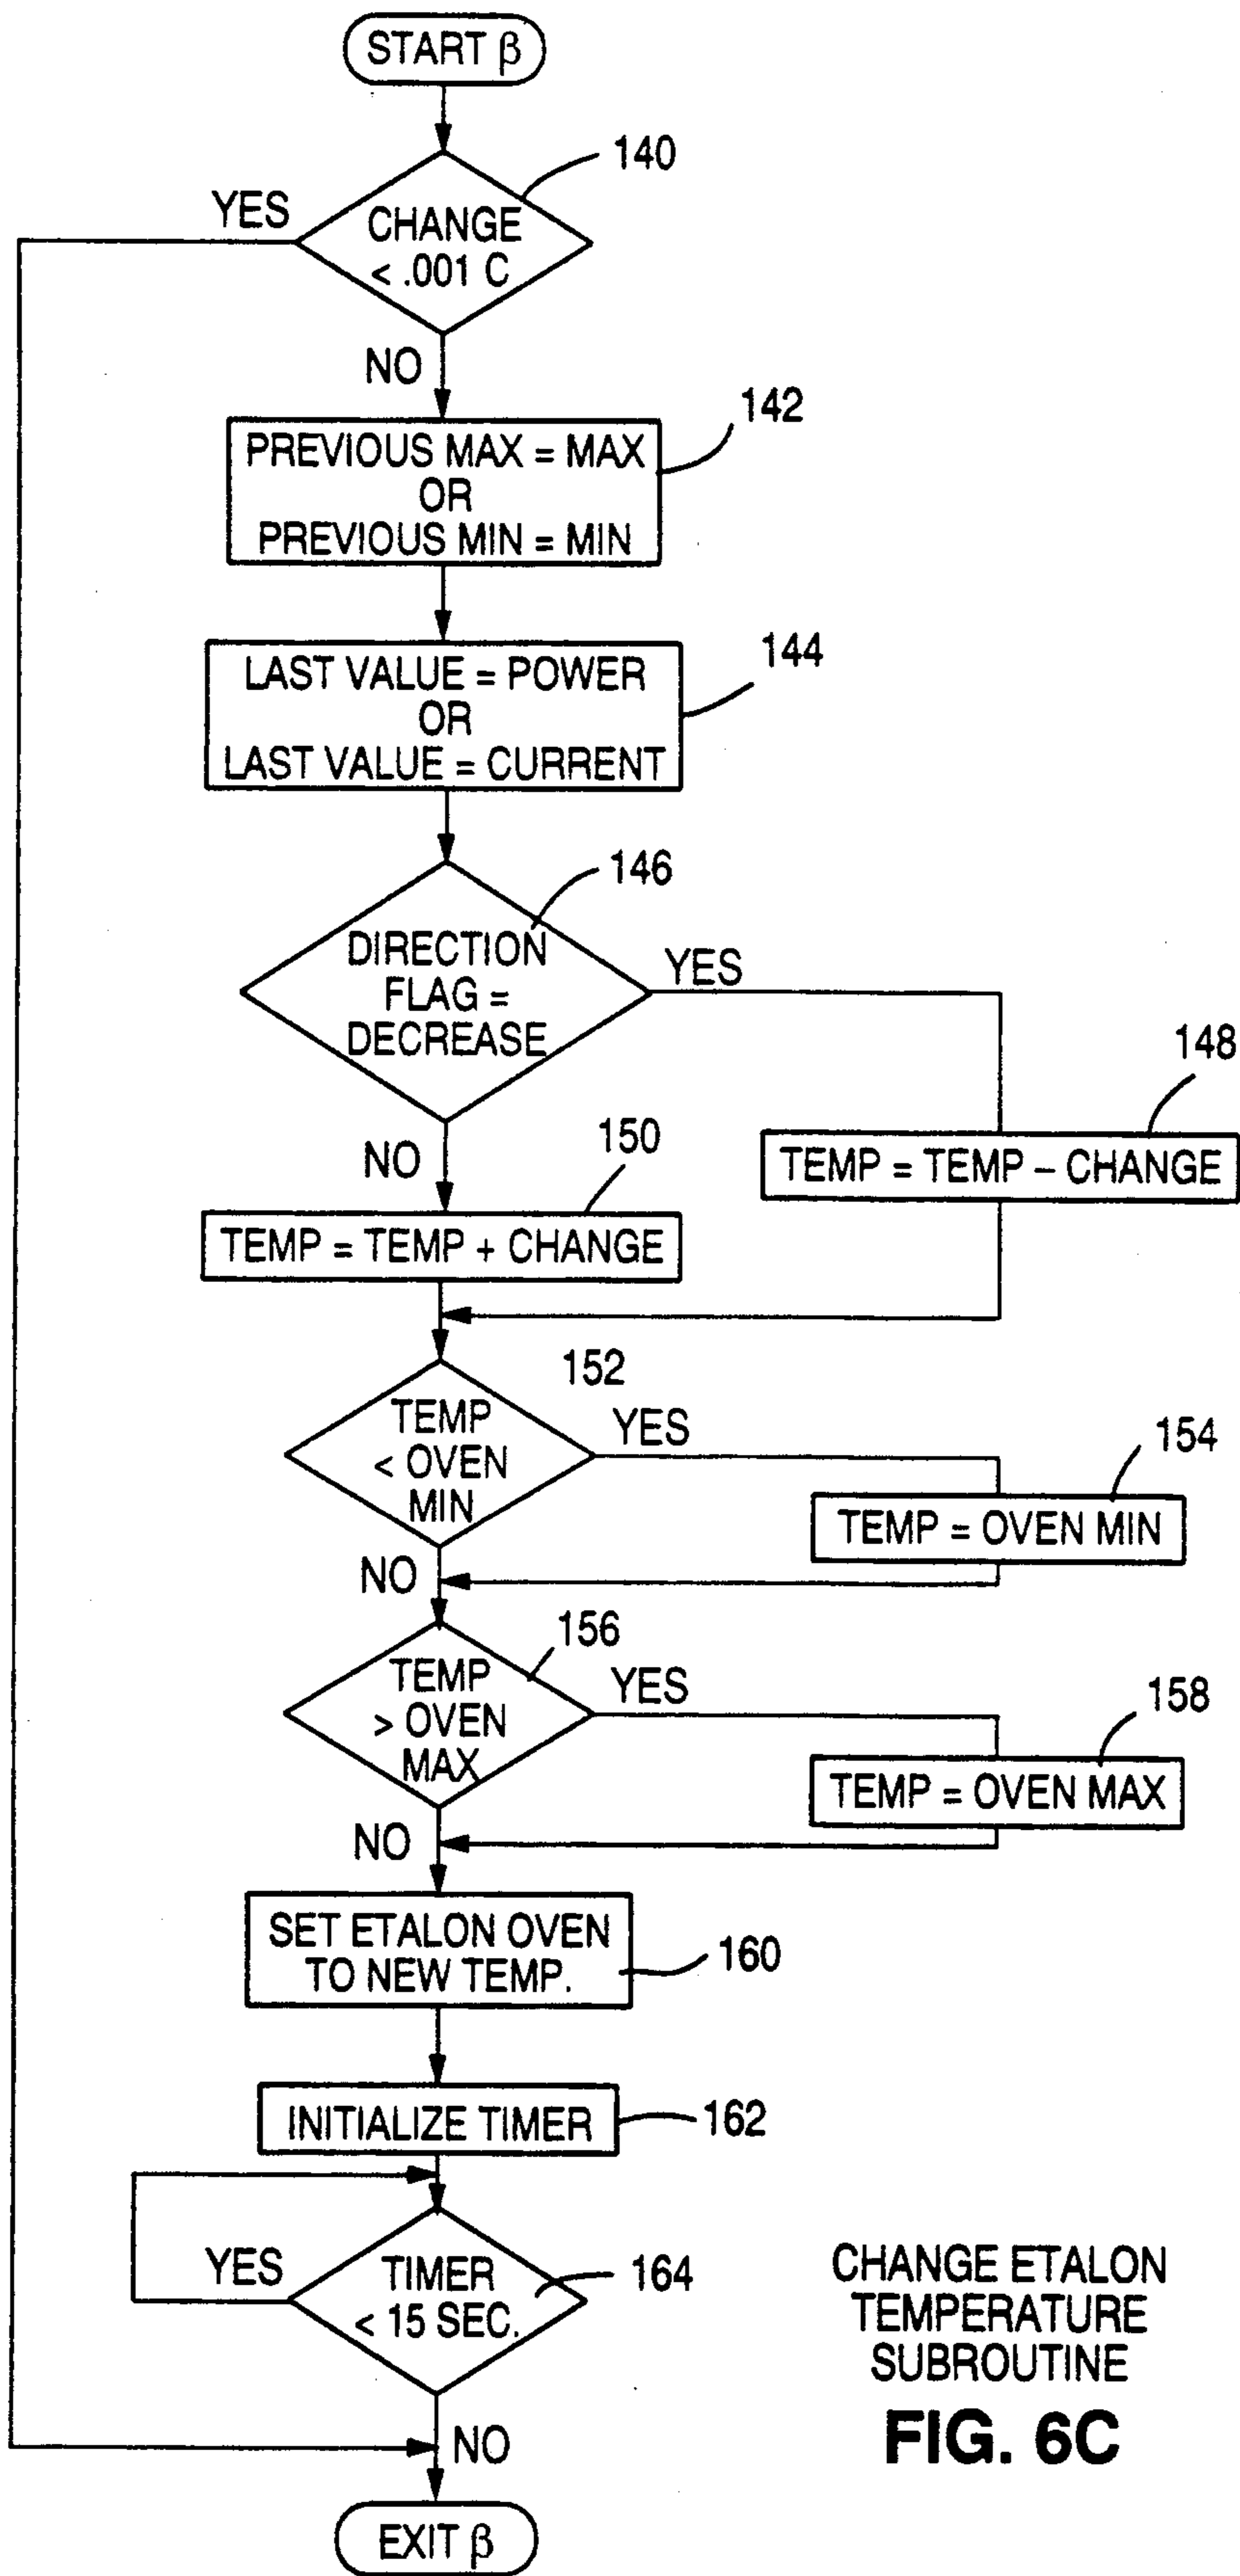 START β
140
YES
CHANGE
< .001 C
NO
142
PREVIOUS MAX = MAX
OR
PREVIOUS MIN = MIN
144
LAST VALUE = POWER
OR
LAST VALUE = CURRENT
146
DIRECTION
FLAG =
DECREASE
YES
148
TEMP = TEMP – CHANGE
NO
150
TEMP = TEMP + CHANGE
152
TEMP
< OVEN
MIN
YES
154
TEMP = OVEN MIN
NO
156
TEMP
> OVEN
MAX
YES
158
TEMP = OVEN MAX
NO
SET ETALON OVEN
TO NEW TEMP.
160
INITIALIZE TIMER
162
YES
TIMER
< 15 SEC.
164
NO
EXIT β
CHANGE ETALON
TEMPERATURE
SUBROUTINE
FIG. 6C